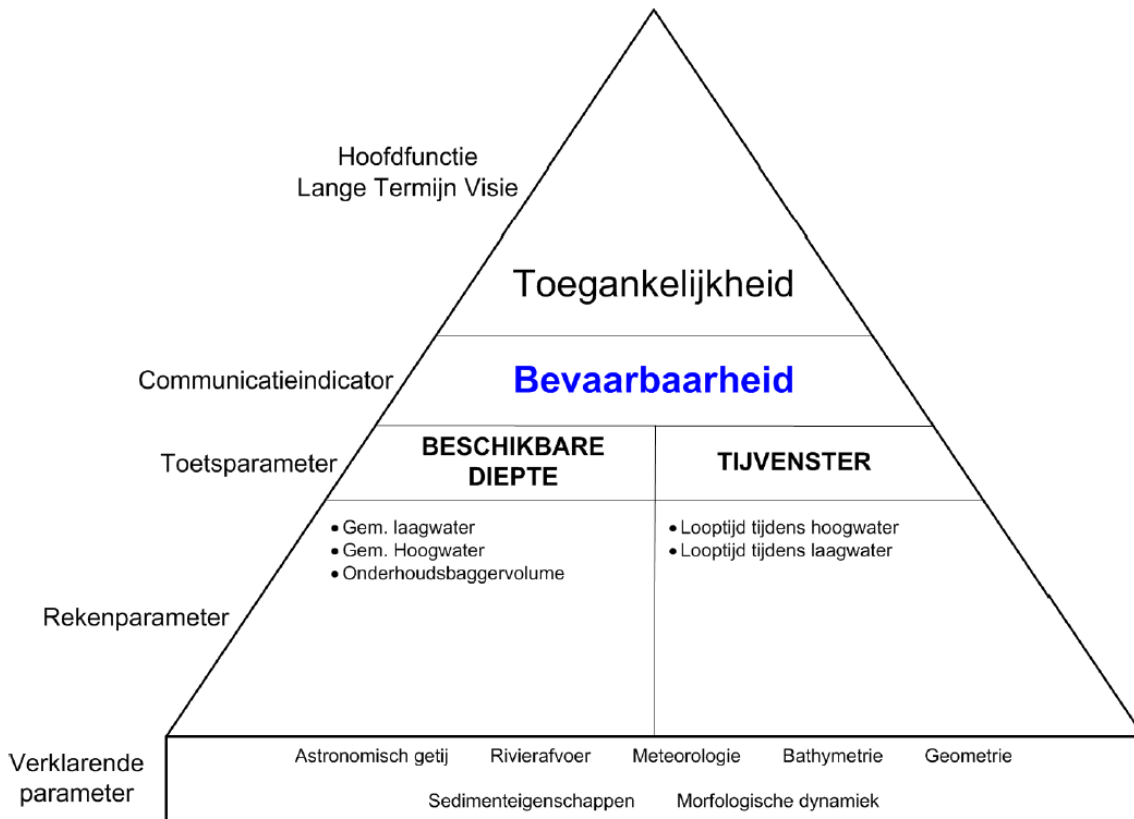 Hoofdfunctie
Lange Termijn Visie
Toegankelijkheid
Communicatieindicator
Bevaarbaarheid
Toetsparameter
BESCHIKBARE
DIEPTE
TIJVENSTER
• Gem. laagwater
• Gem. Hoogwater
• Onderhoudsbaggervolume
• Looptijd tijdens hoogwater
• Looptijd tijdens laagwater
Rekenparameter
Verklarende
parameter
Astronomisch getij Rivierafvoer Meteorologie Bathymetrie Geometrie
Sedimenteigenschappen Morfologische dynamiek